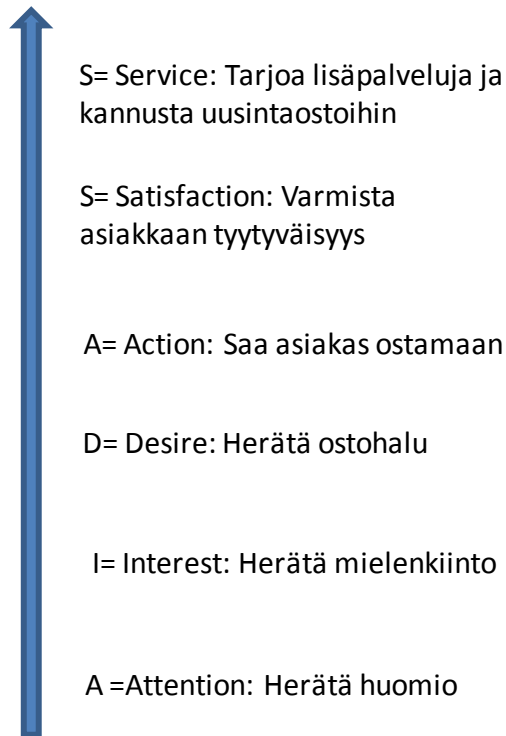 S= Service: Tarjoa lisäpalveluja ja
kannusta uusintaostoihin
S= Satisfaction: Varmista
asiakkaan tyytyväisyys
A= Action: Saa asiakas ostamaan
D= Desire: Herätä ostohalu
I= Interest: Herätä mielenkiinto
A =Attention: Herätä huomio